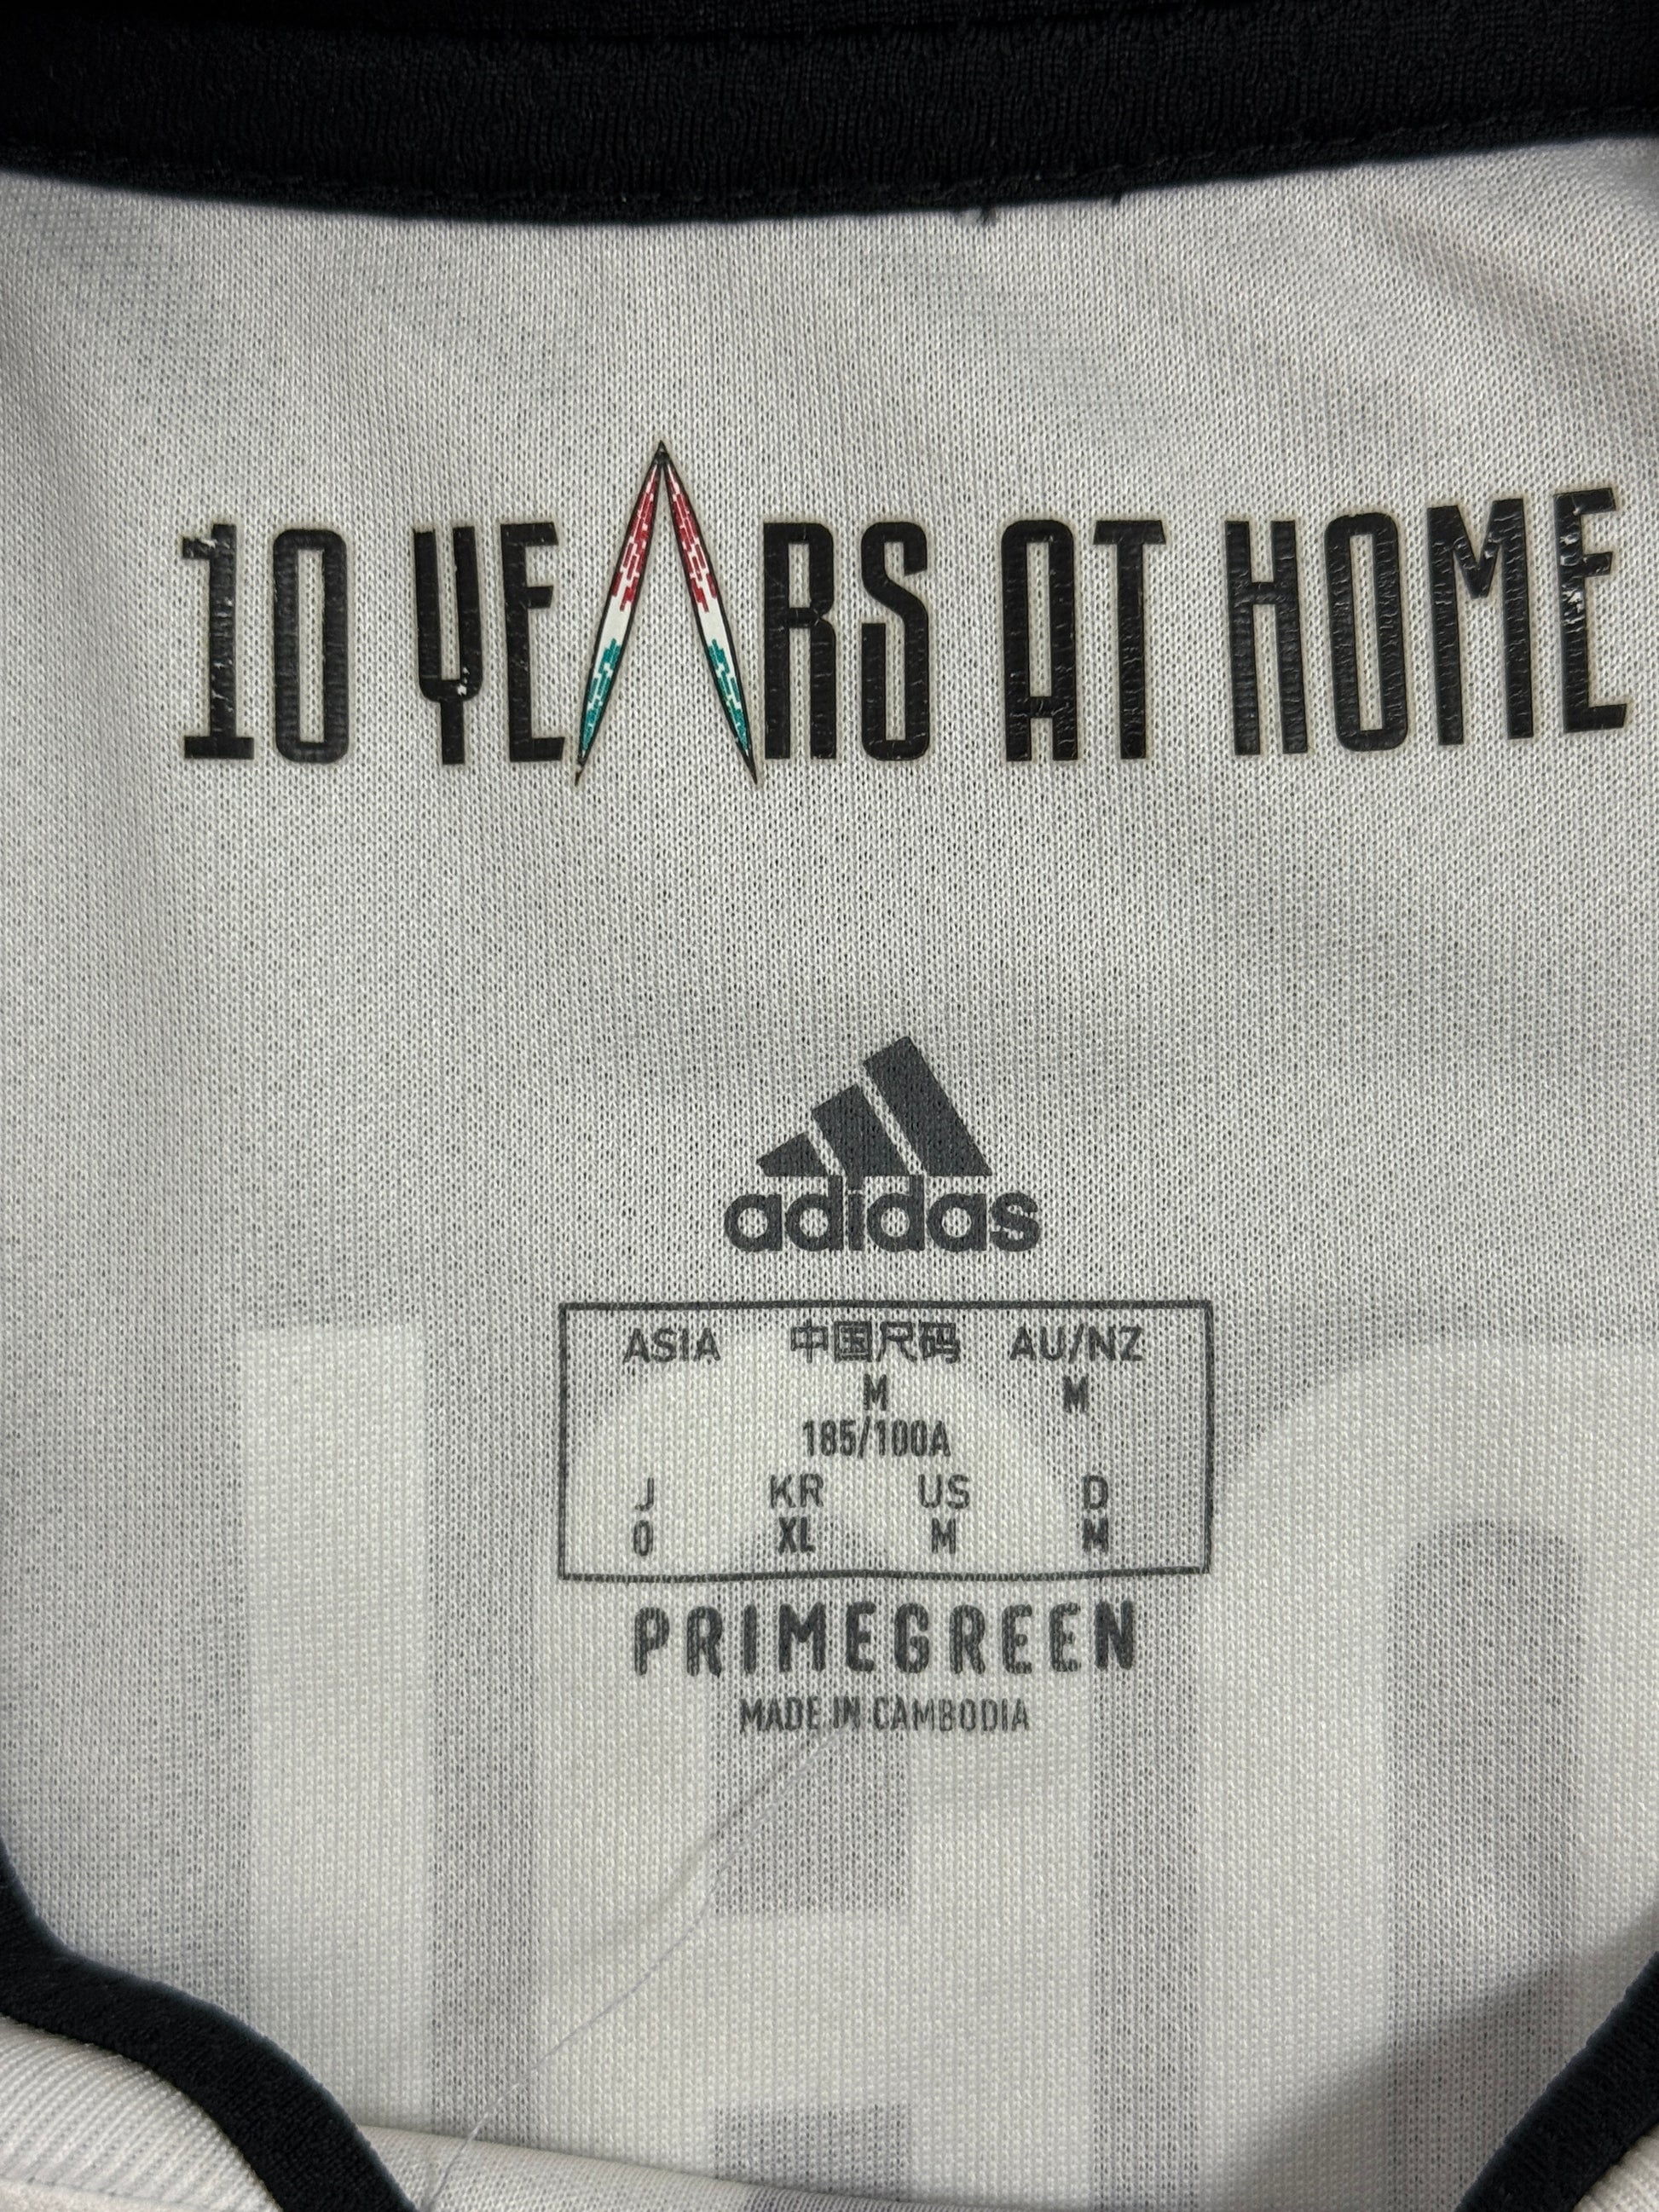 10 YEARS AT HOME
adidas
ASIA 中国尺码 AU/NZ
M M
185/100A
J KR US D
O XL M M
PRIMEGREEN
MADE IN CAMBODIA